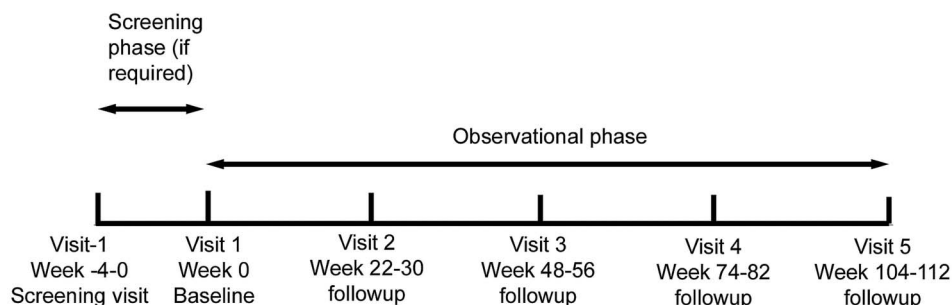 Screening
phase (if
required)
Observational phase
Visit-1
Week -4-0
Screening visit
Visit 1
Week 0
Baseline
Visit 2
Week 22-30
followup
Visit 3
Week 48-56
followup
Visit 4
Week 74-82
followup
Visit 5
Week 104-112
followup